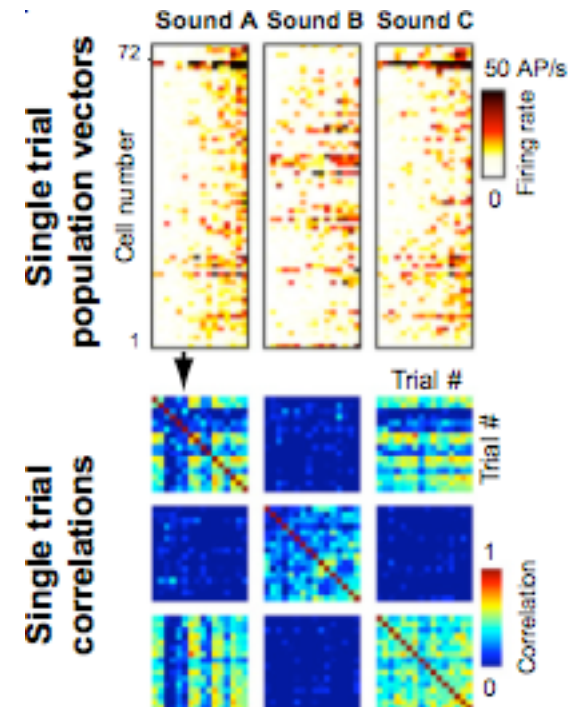 Sound A Sound B Sound C
Single trial
population vectors
Cell number
72
1
50 AP/s
0
Firing rate
Trial #
Trial #
Single trial
correlations
1
0
Correlation